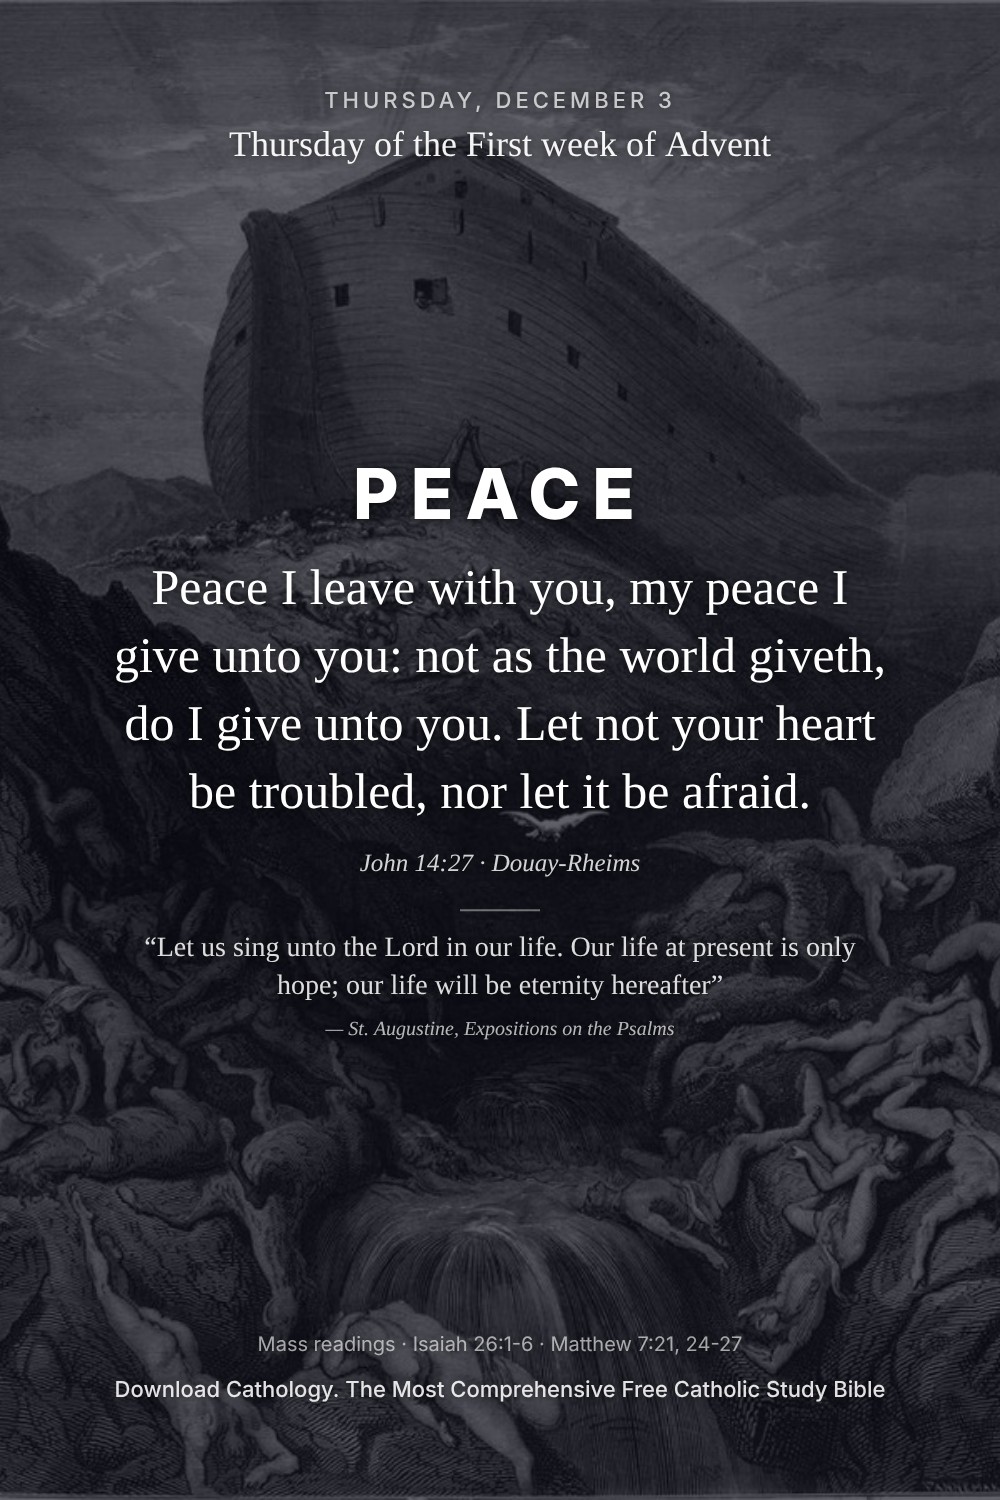 THURSDAY, DECEMBER 3
Thursday of the First week of Advent
PEACE
Peace I leave with you, my peace I
give unto you: not as the world giveth,
do I give unto you. Let not your heart
be troubled, nor let it be afraid.
John 14:27 · Douay-Rheims
“Let us sing unto the Lord in our life. Our life at present is only
hope; our life will be eternity hereafter”
— St. Augustine, Expositions on the Psalms
Mass readings · Isaiah 26:1-6 · Matthew 7:21, 24-27
Download Cathology. The Most Comprehensive Free Catholic Study Bible